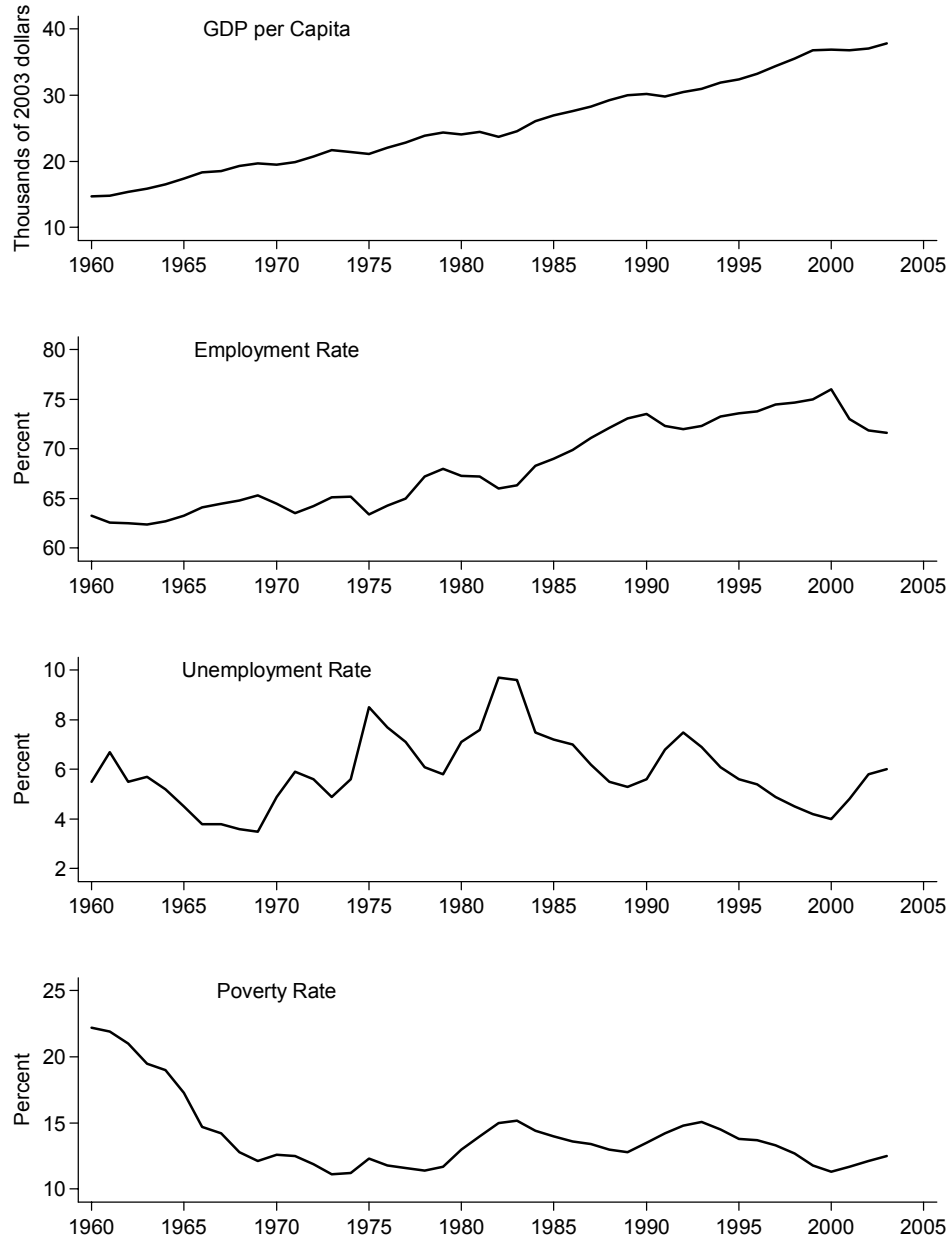 GDP per Capita
Thousands of 2003 dollars
40
30
20
10
1960 1965 1970 1975 1980 1985 1990 1995 2000 2005
Employment Rate
Percent
80
75
70
65
60
1960 1965 1970 1975 1980 1985 1990 1995 2000 2005
Unemployment Rate
Percent
10
8
6
4
2
1960 1965 1970 1975 1980 1985 1990 1995 2000 2005
Poverty Rate
Percent
25
20
15
10
1960 1965 1970 1975 1980 1985 1990 1995 2000 2005